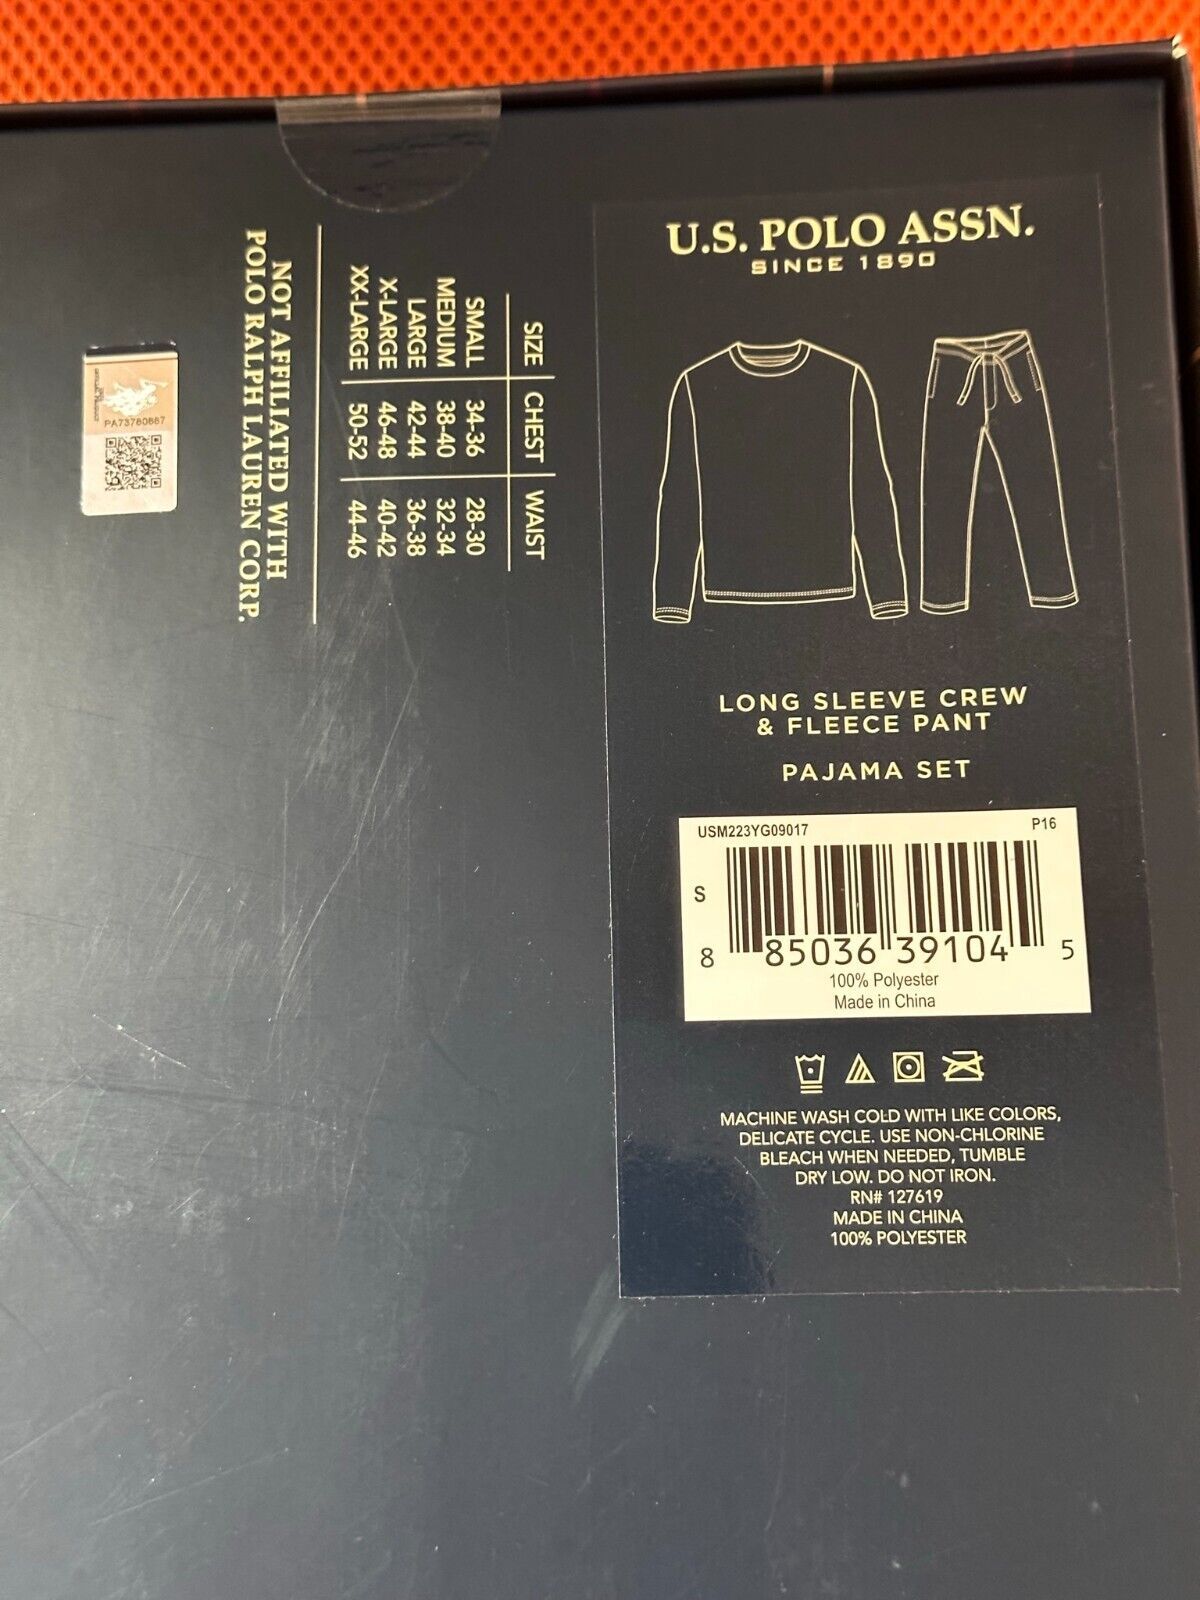 U.S. POLO ASSN.
SINCE 1890
LONG SLEEVE CREW
& FLEECE PANT
PAJAMA SET
USM223YG09017 P16
S
8 85036 39104 5
100% Polyester
Made in China
MACHINE WASH COLD WITH LIKE COLORS,
DELICATE CYCLE. USE NON-CHLORINE
BLEACH WHEN NEEDED, TUMBLE
DRY LOW. DO NOT IRON.
RN# 127619
MADE IN CHINA
100% POLYESTER
SIZE CHEST WAIST
SMALL 34-36 28-30
MEDIUM 38-40 32-34
LARGE 42-44 36-38
X-LARGE 46-48 40-42
XX-LARGE 50-52 44-46
NOT AFFILIATED WITH
POLO RALPH LAUREN CORP.
PA73780867